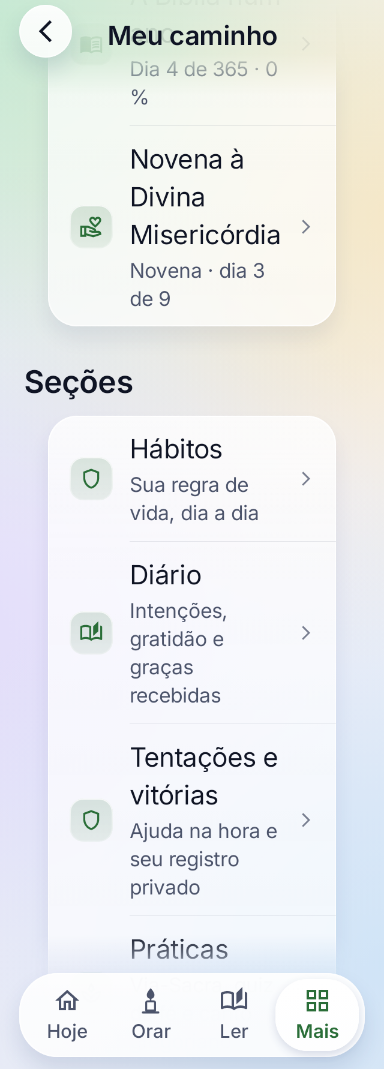 A Bíblia num
Meu caminho
Dia 4 de 365 · 0
%
Novena à
Divina
Misericórdia
Novena · dia 3
de 9
Seções
Hábitos
Sua regra de
vida, dia a dia
Diário
Intenções,
gratidão e
graças
recebidas
Tentações e
vitórias
Ajuda na hora e
seu registro
privado
Práticas
Hoje
Orar
Ler
Mais